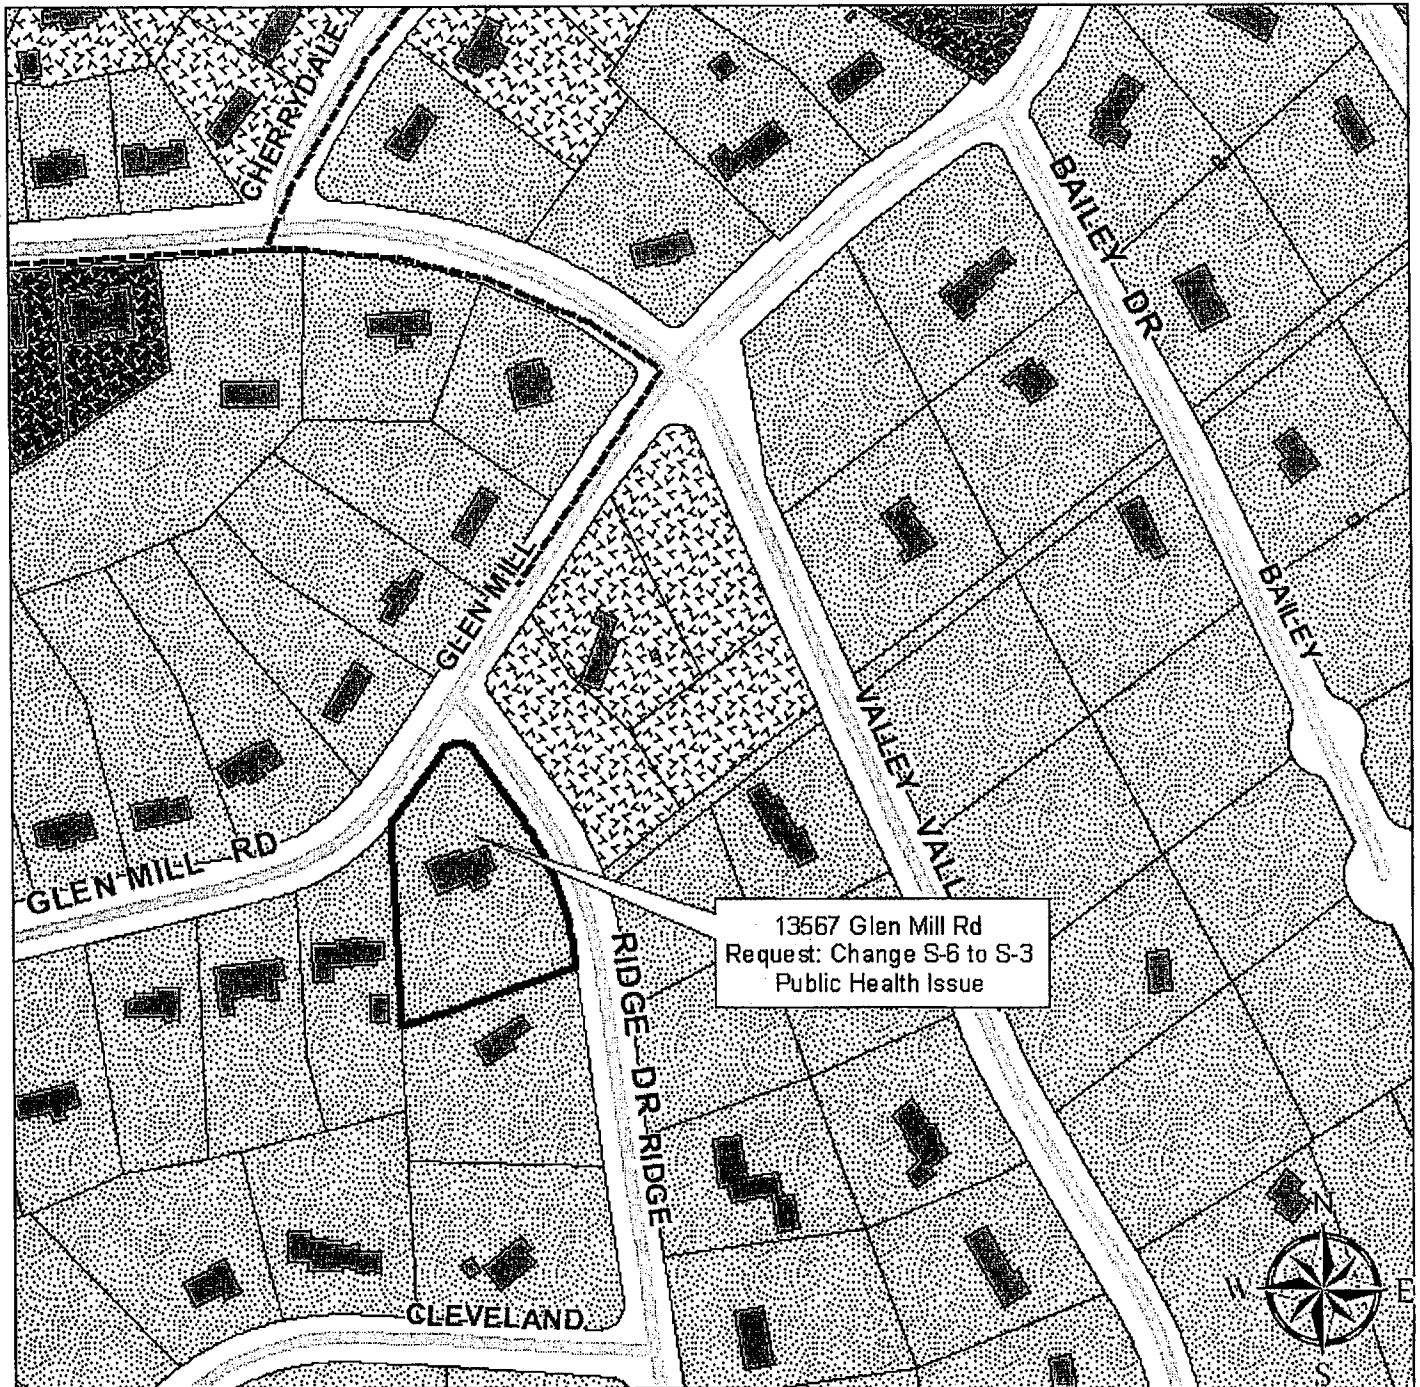 CHERRYDALE
BAILEY DR
GLEN MILL
BAILEY
VALLEY VALL
GLEN MILL RD
13567 Glen Mill Rd
Request: Change S-6 to S-3
Public Health Issue
RIDGE DR RIDGE
CLEVELAND
N
W
E
S